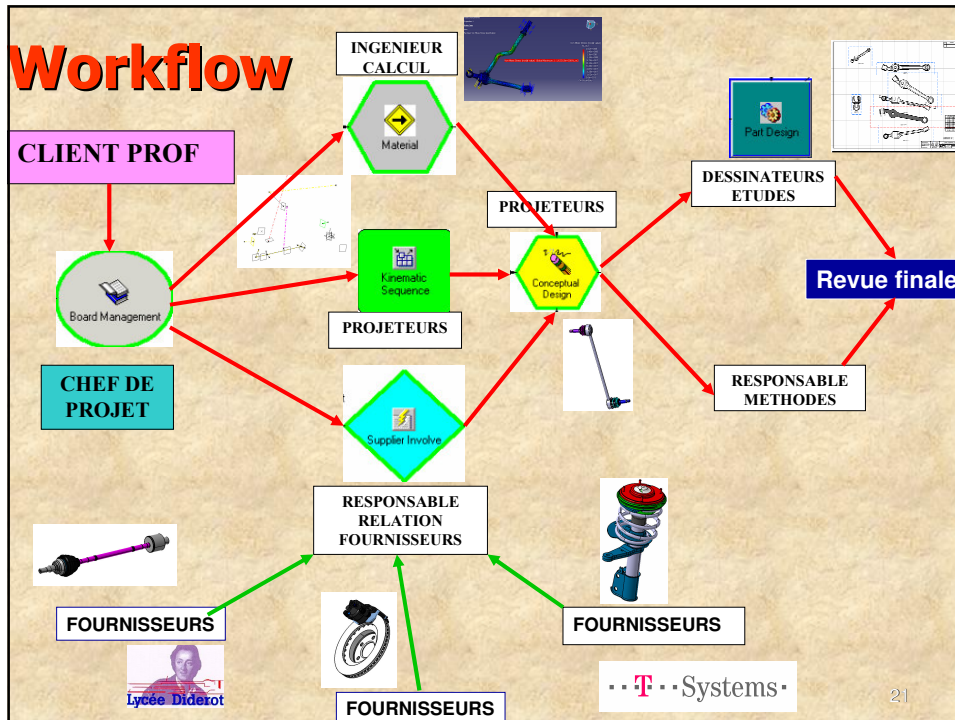 Workflow
INGENIEUR
CALCUL
Material
CLIENT PROF
Part Design
DESSINATEURS
ETUDES
PROJETEURS
Board Management
Kinematic
Sequence
Conceptual
Design
Revue finale
PROJETEURS
CHEF DE
PROJET
RESPONSABLE
METHODES
Supplier Involve
RESPONSABLE
RELATION
FOURNISSEURS
FOURNISSEURS
FOURNISSEURS
Lycée Diderot
T Systems
FOURNISSEURS
21